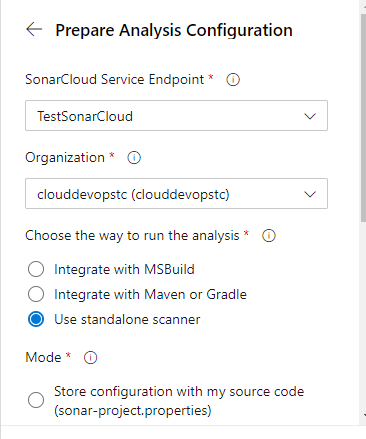 Prepare Analysis Configuration
SonarCloud Service Endpoint *
TestSonarCloud
Organization *
clouddevopstc (clouddevopstc)
Choose the way to run the analysis *
Integrate with MSBuild
Integrate with Maven or Gradle
Use standalone scanner
Mode *
Store configuration with my source code
(sonar-project.properties)